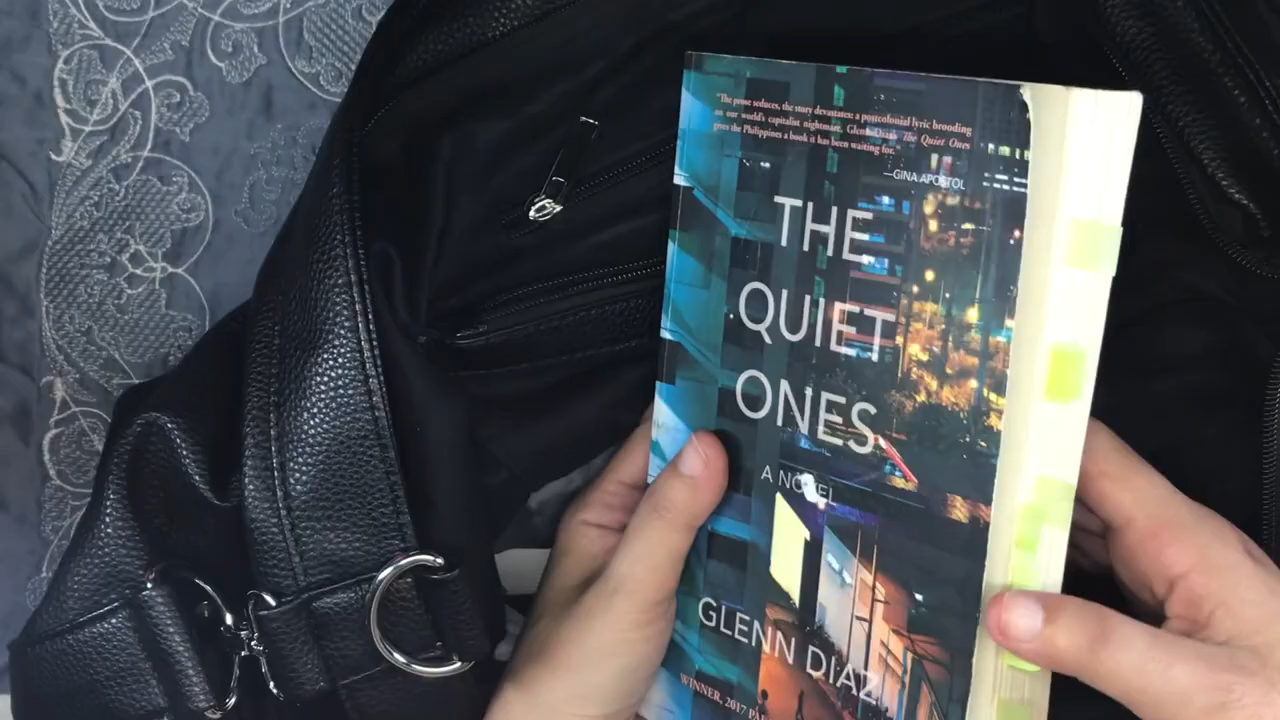 "The prose seduces, the story devastates: a postcolonial lyric brooding
on our world's capitalist nightmare. Glenn Diaz's The Quiet Ones
gives the Philippines a book it has been waiting for."
—GINA APOSTOL
THE
QUIET
ONES
A NOVEL
GLENN DIAZ
WINNER, 2017